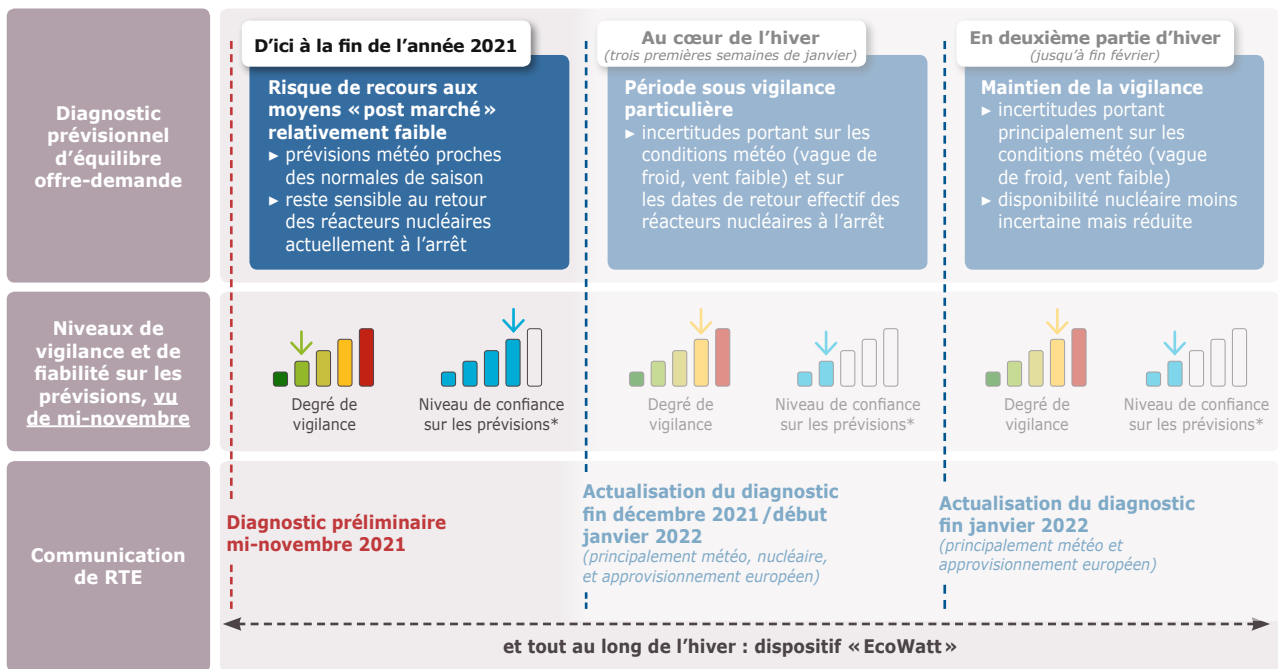 D'ici à la fin de l'année 2021
Au cœur de l'hiver
(trois premières semaines de janvier)
En deuxième partie d'hiver
(jusqu'à fin février)
Diagnostic
prévisionnel
d'équilibre
offre-demande
Risque de recours aux
moyens « post marché »
relativement faible
▸ prévisions météo proches
des normales de saison
▸ reste sensible au retour
des réacteurs nucléaires
actuellement à l'arrêt
Période sous vigilance
particulière
▸ incertitudes portant sur les
conditions météo (vague de
froid, vent faible) et sur
les dates de retour effectif des
réacteurs nucléaires à l'arrêt
Maintien de la vigilance
▸ incertitudes portant
principalement sur les
conditions météo (vague
de froid, vent faible)
▸ disponibilité nucléaire moins
incertaine mais réduite
Niveaux de
vigilance et de
fiabilité sur les
prévisions, vu
de mi-novembre
Degré de
vigilance
Niveau de confiance
sur les prévisions*
Degré de
vigilance
Niveau de confiance
sur les prévisions*
Degré de
vigilance
Niveau de confiance
sur les prévisions*
Communication
de RTE
Diagnostic préliminaire
mi-novembre 2021
Actualisation du diagnostic
fin décembre 2021/début
janvier 2022
(principalement météo, nucléaire,
et approvisionnement européen)
Actualisation du diagnostic
fin janvier 2022
(principalement météo et
approvisionnement européen)
et tout au long de l'hiver : dispositif « EcoWatt »